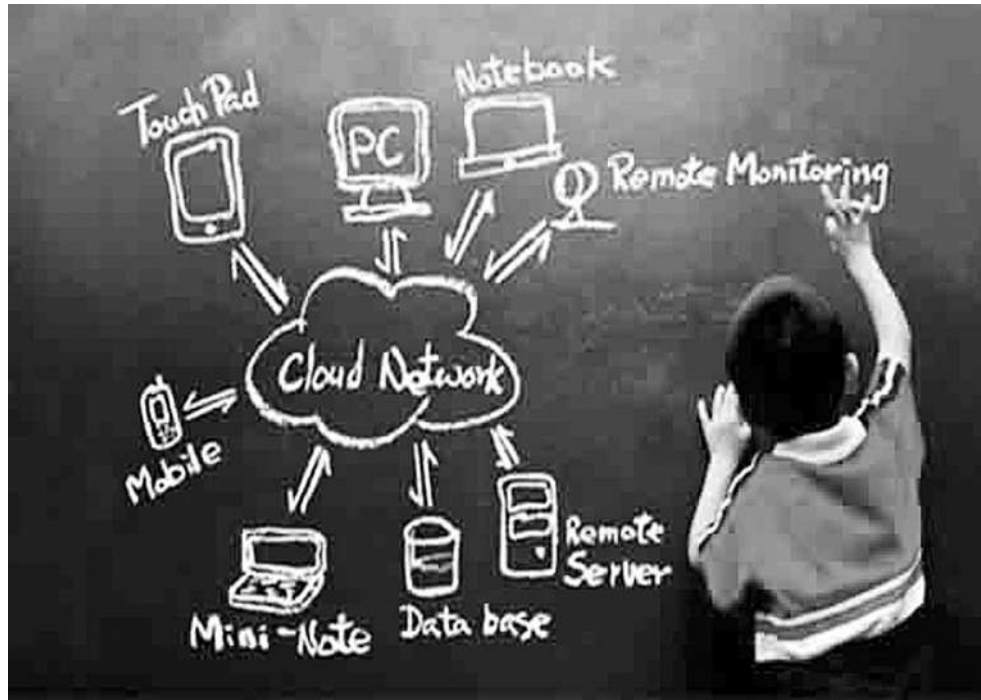 Touch Pad
PC
Notebook
Remote Monitoring
Cloud Network
Mobile
Mini-Note
Data base
Remote
Server